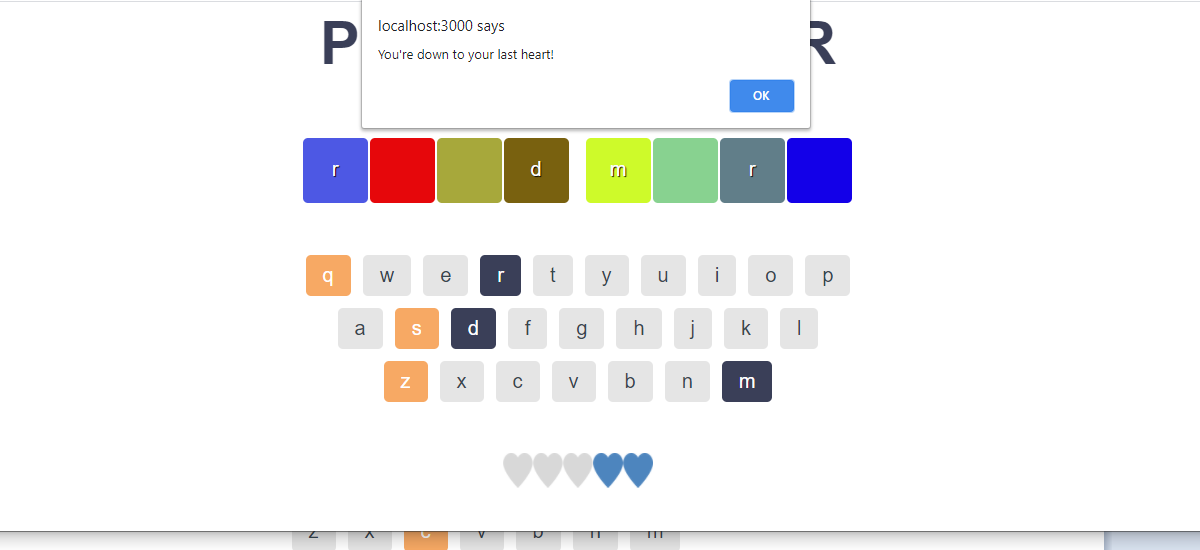 localhost:3000 says
You're down to your last heart!
OK
P R
r d m r
q w e r t y u i o p
a s d f g h j k l
z x c v b n m
z x c v b n m